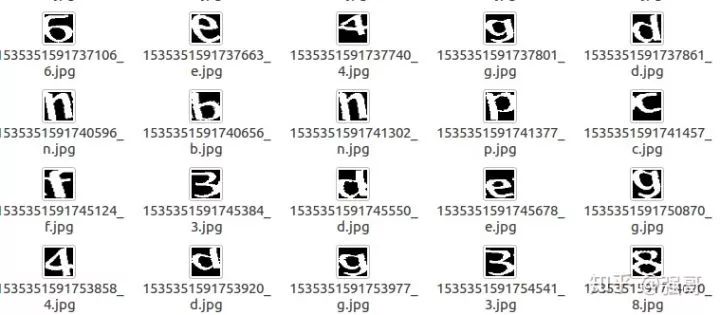 6 e 4 g d
1535351591737106_ 1535351591737663_ 1535351591737740_ 1535351591737801_ 1535351591737861_
6.jpg e.jpg 4.jpg g.jpg d.jpg
n b n p c
1535351591740596_ 1535351591740656_ 1535351591741302_ 1535351591741377_ 1535351591741457_
n.jpg b.jpg n.jpg p.jpg c.jpg
f 3 d e g
1535351591745124_ 1535351591745384_ 1535351591745550_ 1535351591745678_ 1535351591750870_
f.jpg 3.jpg d.jpg e.jpg g.jpg
4 d g 3 8
1535351591753858_ 1535351591753920_ 1535351591753977_ 1535351591754541_
4.jpg d.jpg g.jpg 3.jpg 8.jpg
知乎 @强哥